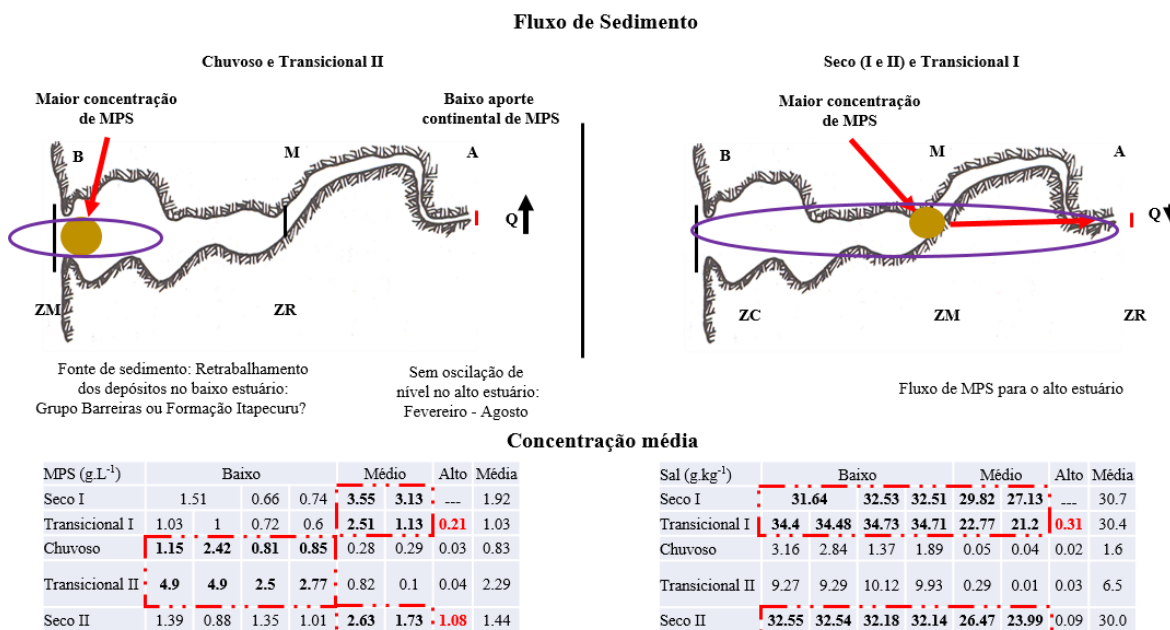 Fluxo de Sedimento
Chuvoso e Transicional II
Maior concentração
de MPS
Baixo aporte
continental de MPS
B
M
A
Q
ZM
ZR
Fonte de sedimento: Retrabalhamento
dos depósitos no baixo estuário:
Grupo Barreiras ou Formação Itapecuru?
Sem oscilação de
nível no alto estuário:
Fevereiro - Agosto
Seco (I e II) e Transicional I
Maior concentração
de MPS
B
M
A
Q
ZC
ZM
ZR
Fluxo de MPS para o alto estuário
Concentração média
MPS (g.L-1) Baixo Médio Alto Média
Seco I 1.51 0.66 0.74 3.55 3.13 --- 1.92
Transicional I 1.03 1 0.72 0.6 2.51 1.13 0.21 1.03
Chuvoso 1.15 2.42 0.81 0.85 0.28 0.29 0.03 0.83
Transicional II 4.9 4.9 2.5 2.77 0.82 0.1 0.04 2.29
Seco II 1.39 0.88 1.35 1.01 2.63 1.73 1.08 1.44
Sal (g.kg-1) Baixo Médio Alto Média
Seco I 31.64 32.53 32.51 29.82 27.13 --- 30.7
Transicional I 34.4 34.48 34.73 34.71 22.77 21.2 0.31 30.4
Chuvoso 3.16 2.84 1.37 1.89 0.05 0.04 0.02 1.6
Transicional II 9.27 9.29 10.12 9.93 0.29 0.01 0.03 6.5
Seco II 32.55 32.54 32.18 32.14 26.47 23.99 0.09 30.0